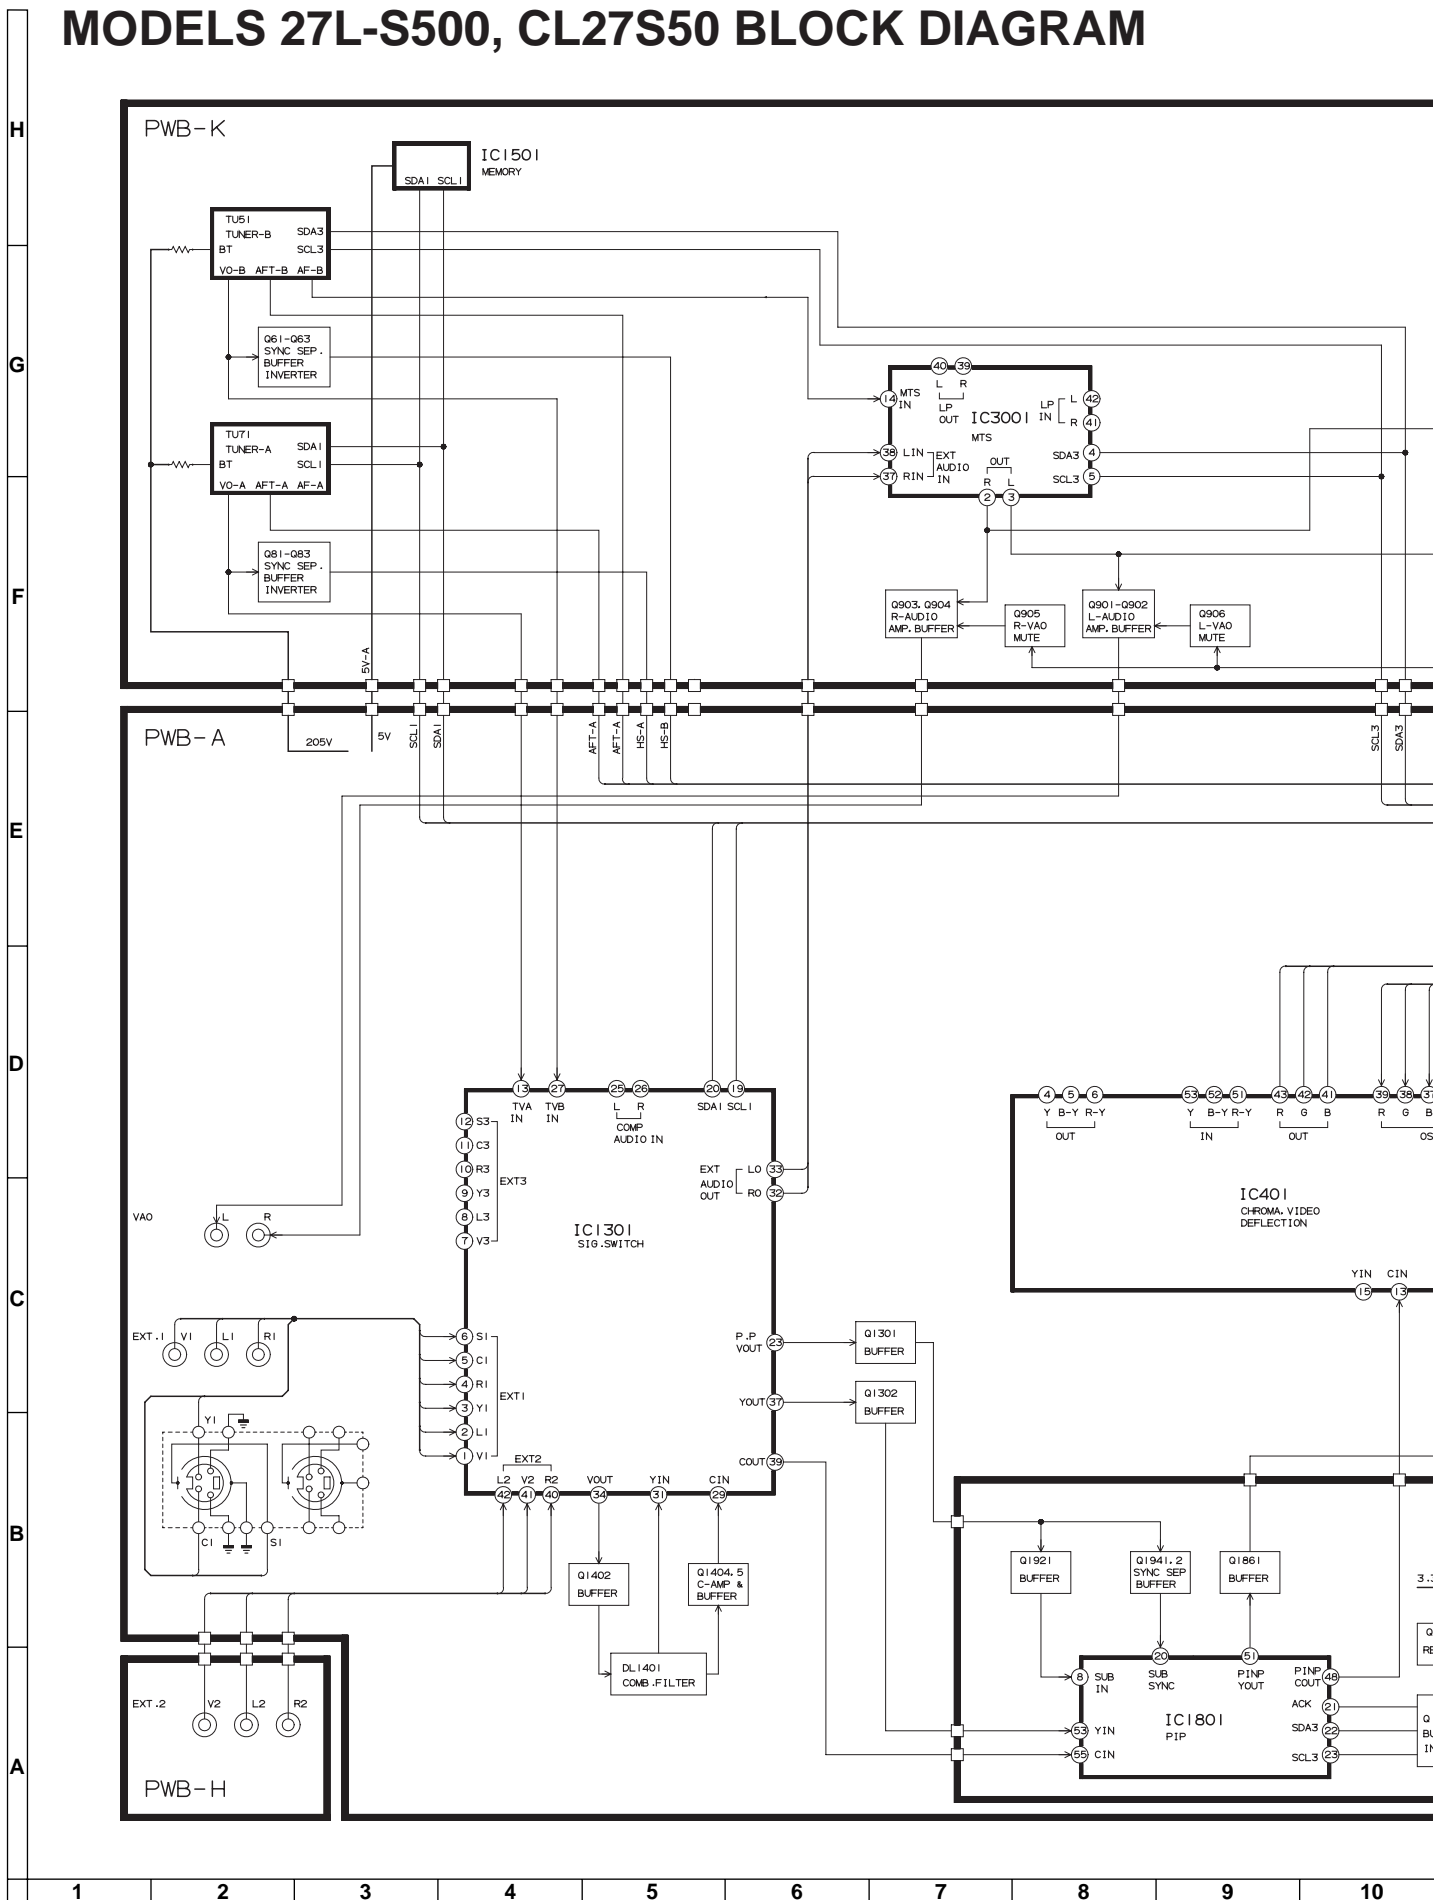 MODELS 27L-S500, CL27S50 BLOCK DIAGRAM
H
PWB-K
IC1501
MEMORY
SDA1 SCL1
TU51
TUNER-B SDA3
BT SCL3
VO-B AFT-B AF-B
G
Q61-Q63
SYNC SEP.
BUFFER
INVERTER
TU71
TUNER-A SDA1
BT SCL1
VO-A AFT-A AF-A
40 39
L R
LP
OUT
14 MTS
IN
IC3001
MTS
LP
IN
L 42
R 41
38 LIN
37 RIN
EXT
AUDIO
IN
OUT
R L
2 3
SDA3 4
SCL3 5
F
Q81-Q83
SYNC SEP.
BUFFER
INVERTER
Q903.Q904
R-AUDIO
AMP.BUFFER
Q905
R-VAO
MUTE
Q901-Q902
L-AUDIO
AMP.BUFFER
Q906
L-VAO
MUTE
5V-A
PWB-A
205V
5V
SCL1
SDA1
AFT-A
AFT-A
HS-A
HS-B
SCL3
SDA3
E
D
13 27 25 26 20 19
TVA
IN
TVB
IN
L R
COMP
AUDIO IN
SDA1 SCL1
12 S3
11 C3
10 R3
9 Y3
8 L3
7 V3
EXT3
EXT
AUDIO
OUT
LO 33
RO 32
IC1301
SIG.SWITCH
4 5 6 53 52 51 43 42 41 39 38 37
Y B-Y R-Y Y B-Y R-Y R G B R G B
OUT IN OUT OS
IC401
CHROMA.VIDEO
DEFLECTION
YIN CIN
15 13
VAO L R
C
EXT.1 V1 L1 R1
6 S1
5 C1
4 R1
3 Y1
2 L1
1 V1
EXT1
P.P
VOUT 23
YOUT 37
COUT 39
Q1301
BUFFER
Q1302
BUFFER
Y1
C1 S1
EXT2
L2 V2 R2 VOUT YIN CIN
42 41 40 34 31 29
B
Q1402
BUFFER
Q1404.5
C-AMP &
BUFFER
DL1401
COMB.FILTER
Q1921
BUFFER
Q1941.2
SYNC SEP
BUFFER
Q1861
BUFFER
3.3
Q
RE
20 51
8 SUB
IN
SUB
SYNC
PINP
YOUT
PINP
COUT 48
ACK 21
SDA3 22
SCL3 23
53 YIN
55 CIN
IC1801
PIP
Q
BU
IN
EXT.2 V2 L2 R2
A
PWB-H
1 2 3 4 5 6 7 8 9 10